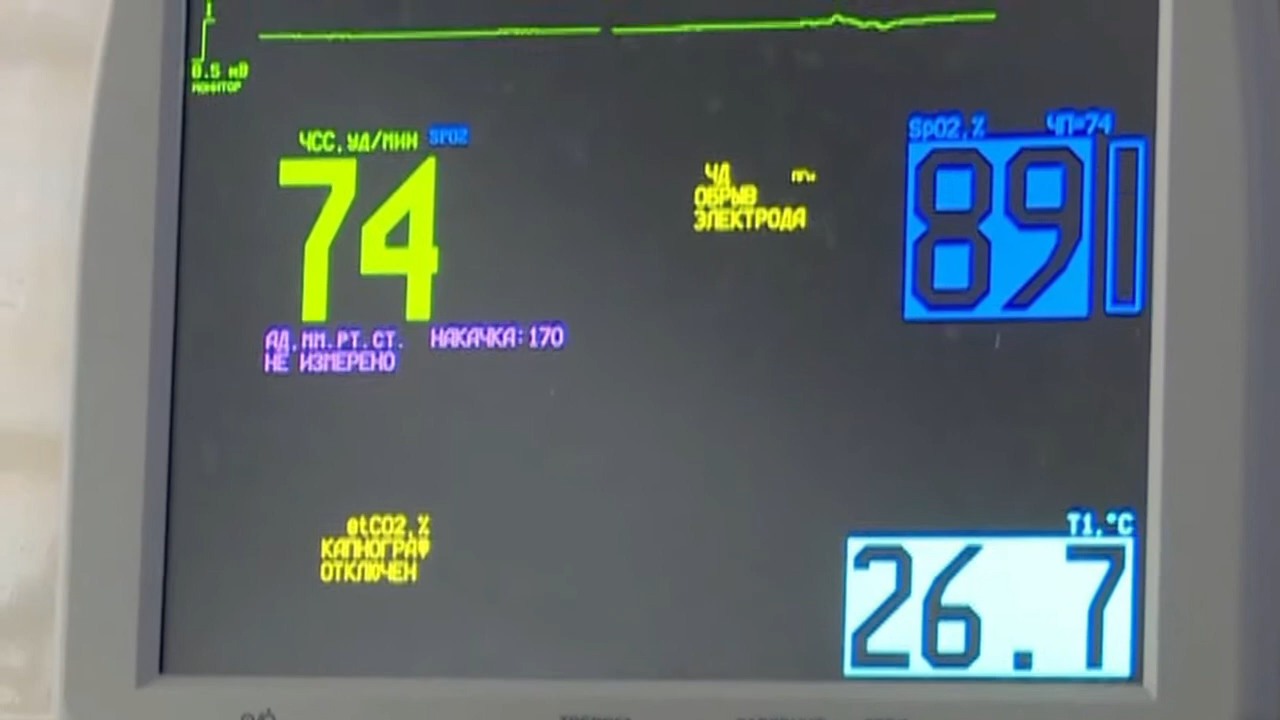 0.5 мВ
МОНИТОР
ЧСС,УД/МИН SPO2
74
АД,ММ.РТ.СТ. НАКАЧКА:170
НЕ ИЗМЕРЕНО
ЧД
ОБРЫВ
ЭЛЕКТРОДА
SpO2,% ЧП=74
89
etCO2,%
КАПНОГРАФ
ОТКЛЮЧЕН
T1,°C
26.7